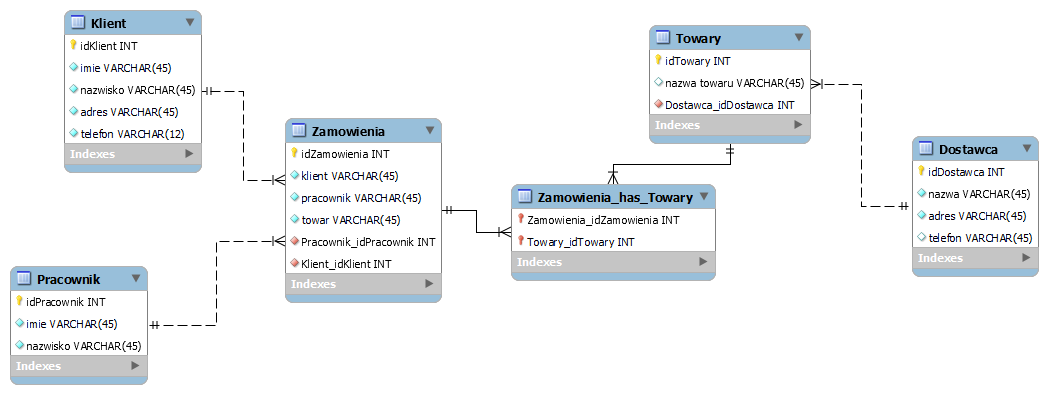 Klient
idKlient INT
imie VARCHAR(45)
nazwisko VARCHAR(45)
adres VARCHAR(45)
telefon VARCHAR(12)
Indexes
Zamowienia
idZamowienia INT
klient VARCHAR(45)
pracownik VARCHAR(45)
towar VARCHAR(45)
Pracownik_idPracownik INT
Klient_idKlient INT
Indexes
Pracownik
idPracownik INT
imie VARCHAR(45)
nazwisko VARCHAR(45)
Indexes
Towary
idTowary INT
nazwa towaru VARCHAR(45)
Dostawca_idDostawca INT
Indexes
Zamowienia_has_Towary
Zamowienia_idZamowienia INT
Towary_idTowary INT
Indexes
Dostawca
idDostawca INT
nazwa VARCHAR(45)
adres VARCHAR(45)
telefon VARCHAR(45)
Indexes